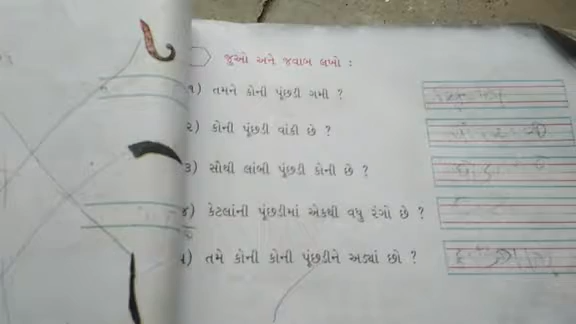 જુઓ અને જવાબ લખો :
૧) તમને કોની પૂંછડી ગમી ?
૨) કોની પૂંછડી વાંકી છે ?
૩) સૌથી લાંબી પૂંછડી કોની છે ?
૪) કેટલાંની પૂંછડીમાં એકથી વધુ રંગો છે ?
૫) તમે કોની કોની પૂંછડીને અડ્યાં છો ?